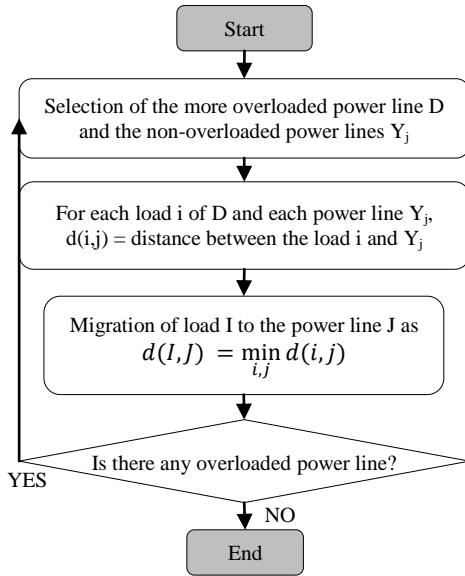 Start
Selection of the more overloaded power line D
and the non-overloaded power lines Yj
For each load i of D and each power line Yj,
d(i,j) = distance between the load i and Yj
Migration of load I to the power line J as
d(I,J) = min d(i,j)
i,j
Is there any overloaded power line?
YES
NO
End